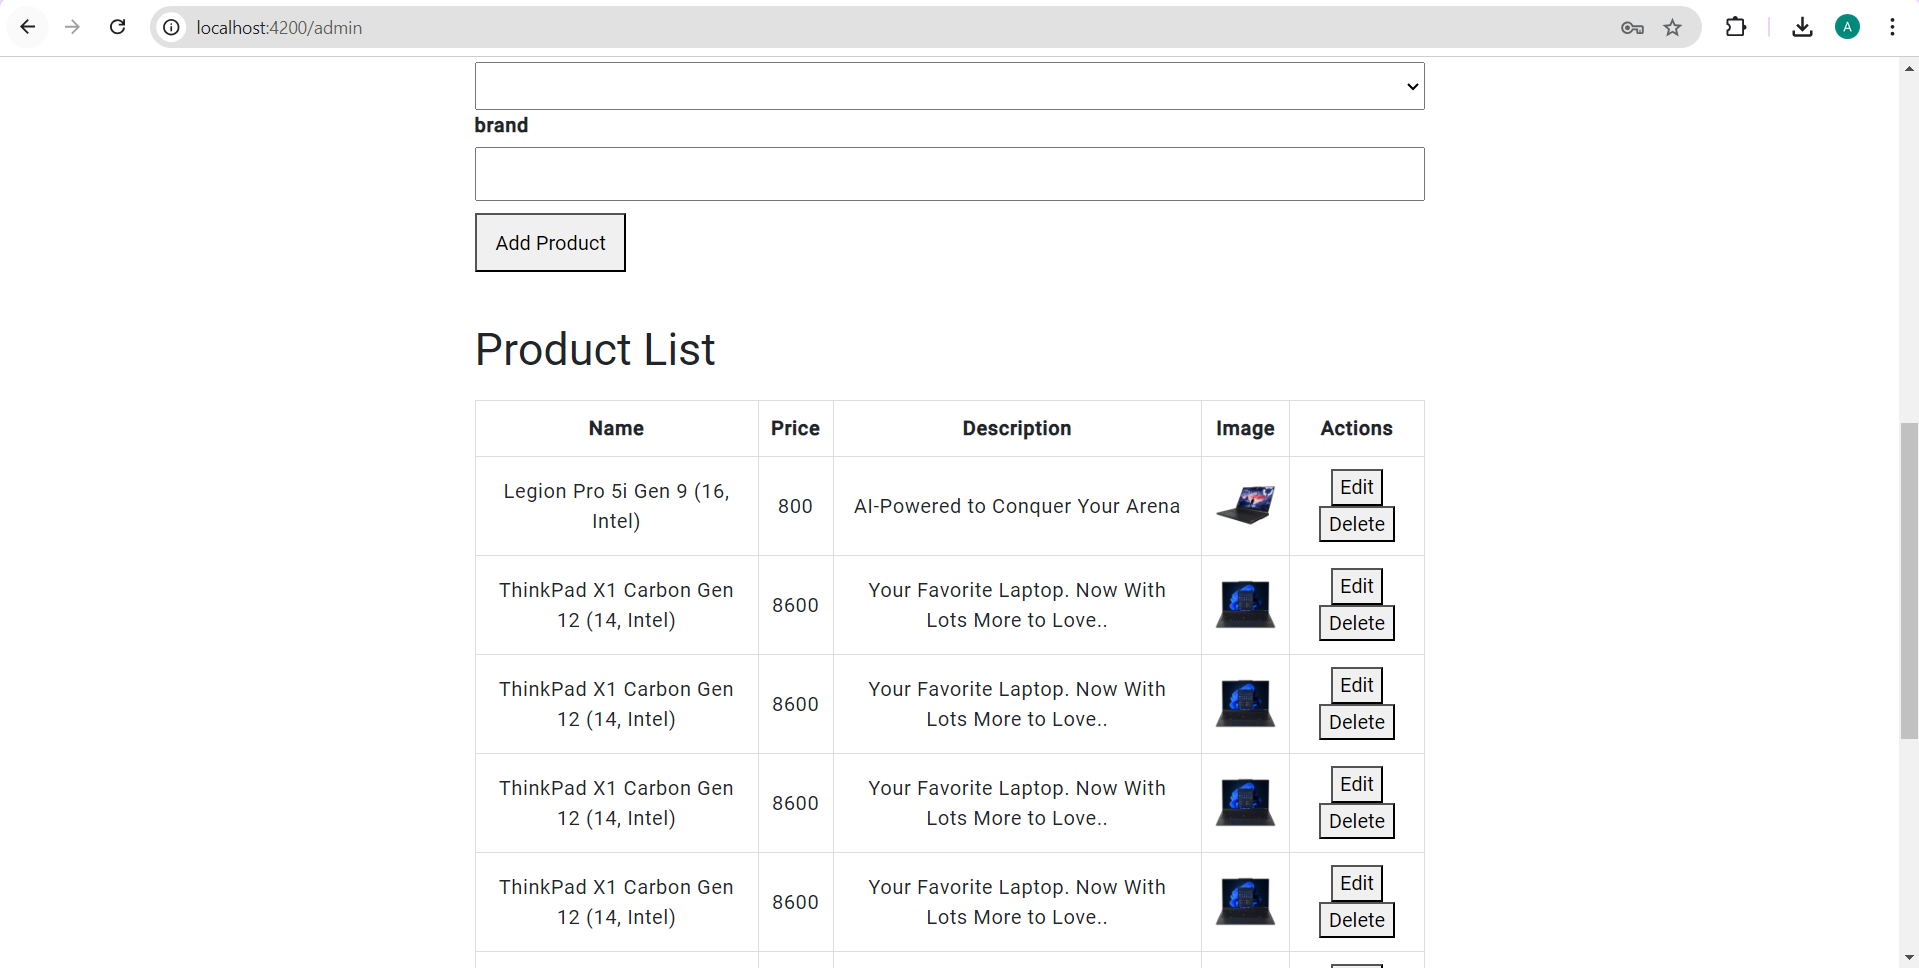 localhost:4200/admin
A
brand
Add Product
Product List
Name Price Description Image Actions
Legion Pro 5i Gen 9 (16,
Intel)
800
AI-Powered to Conquer Your Arena
Edit
Delete
ThinkPad X1 Carbon Gen
12 (14, Intel)
8600
Your Favorite Laptop. Now With
Lots More to Love..
Edit
Delete
ThinkPad X1 Carbon Gen
12 (14, Intel)
8600
Your Favorite Laptop. Now With
Lots More to Love..
Edit
Delete
ThinkPad X1 Carbon Gen
12 (14, Intel)
8600
Your Favorite Laptop. Now With
Lots More to Love..
Edit
Delete
ThinkPad X1 Carbon Gen
12 (14, Intel)
8600
Your Favorite Laptop. Now With
Lots More to Love..
Edit
Delete